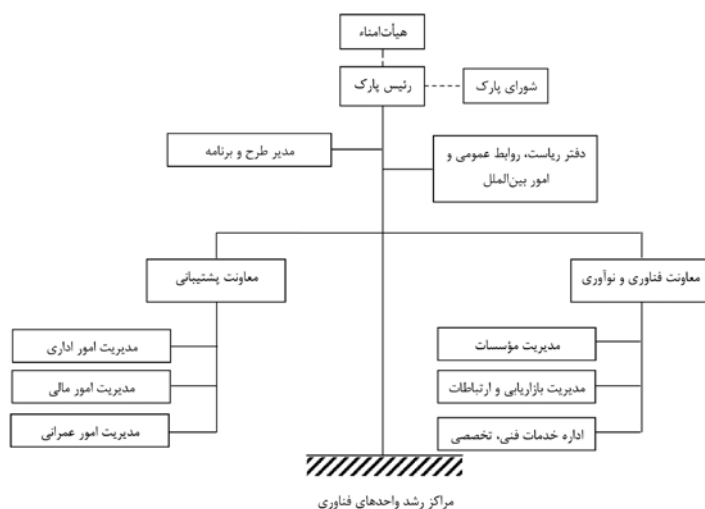 هیأت‌امناء
رئیس پارک
شورای پارک
مدیر طرح و برنامه
دفتر ریاست، روابط عمومی و
امور بین‌الملل
معاونت فناوری و نوآوری
معاونت پشتیبانی
مدیریت مؤسسات
مدیریت بازاریابی و ارتباطات
اداره خدمات فنی، تخصصی
مدیریت امور اداری
مدیریت امور مالی
مدیریت امور عمرانی
مراکز رشد واحدهای فناوری